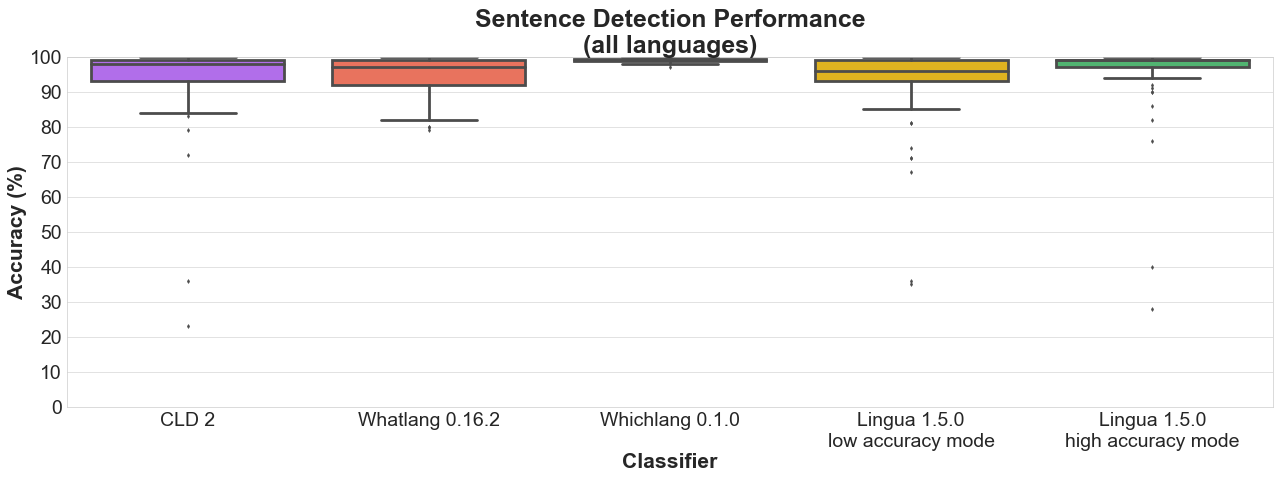 Sentence Detection Performance
(all languages)
Accuracy (%)
100
90
80
70
60
50
40
30
20
10
0
CLD 2
Whatlang 0.16.2
Whichlang 0.1.0
Lingua 1.5.0
low accuracy mode
Lingua 1.5.0
high accuracy mode
Classifier